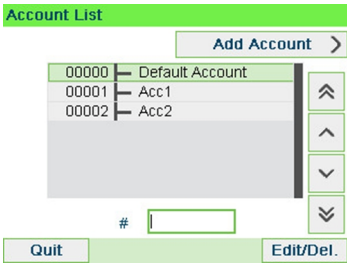 Account List
Add Account
00000 Default Account
00001 Acc1
00002 Acc2
#
Quit Edit/Del.